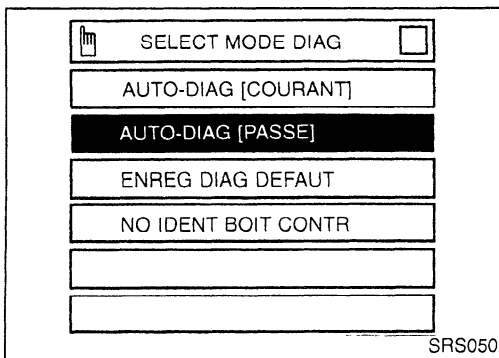 SELECT MODE DIAG
AUTO-DIAG [COURANT]
AUTO-DIAG [PASSE]
ENREG DIAG DEFAUT
NO IDENT BOIT CONTR
SRS050